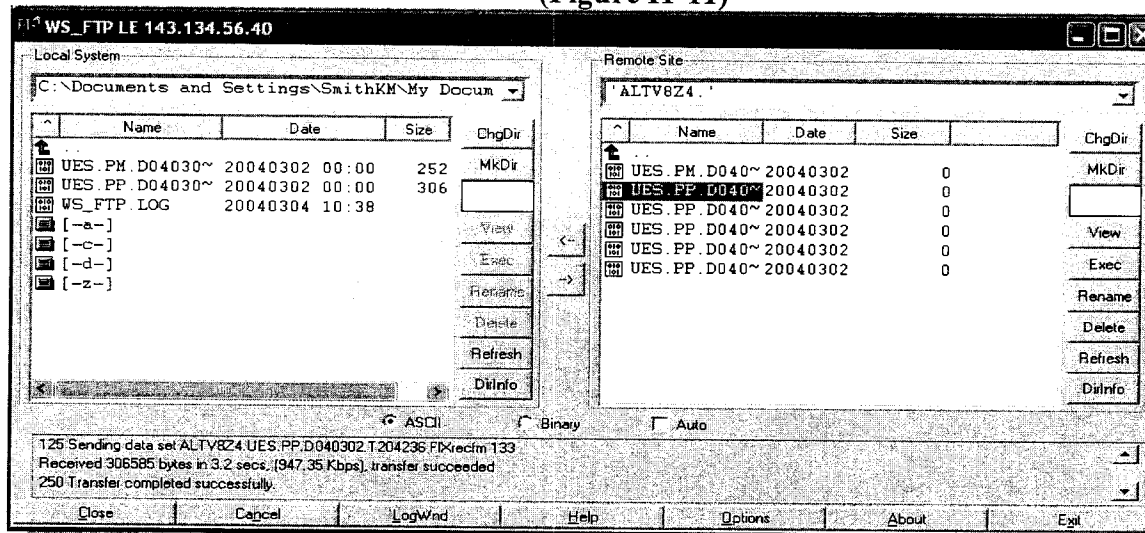 WS_FTP LE 143.134.56.40
Local System
C:\Documents and Settings\SmithKM\My Docum
^ Name Date Size
..
UES.PM.D04030~ 20040302 00:00 252
UES.PP.D04030~ 20040302 00:00 306
WS_FTP.LOG 20040304 10:38
[-a-]
[-c-]
[-d-]
[-z-]
ChgDir
MkDir
View
Exec
Rename
Delete
Refresh
DirInfo
<-
->
Remote Site
'ALTV8Z4.'
^ Name Date Size
..
UES.PM.D040~ 20040302 0
UES.PP.D040~ 20040302 0
UES.PP.D040~ 20040302 0
UES.PP.D040~ 20040302 0
UES.PP.D040~ 20040302 0
UES.PP.D040~ 20040302 0
ChgDir
MkDir
View
Exec
Rename
Delete
Refresh
DirInfo
ASCII Binary Auto
125 Sending data set ALTV8Z4.UES.PP.D040302.T204236 FIXrecfm 133
Received 306585 bytes in 3.2 secs, (947.35 Kbps), transfer succeeded
250 Transfer completed successfully.
Close Cancel LogWnd Help Options About Exit